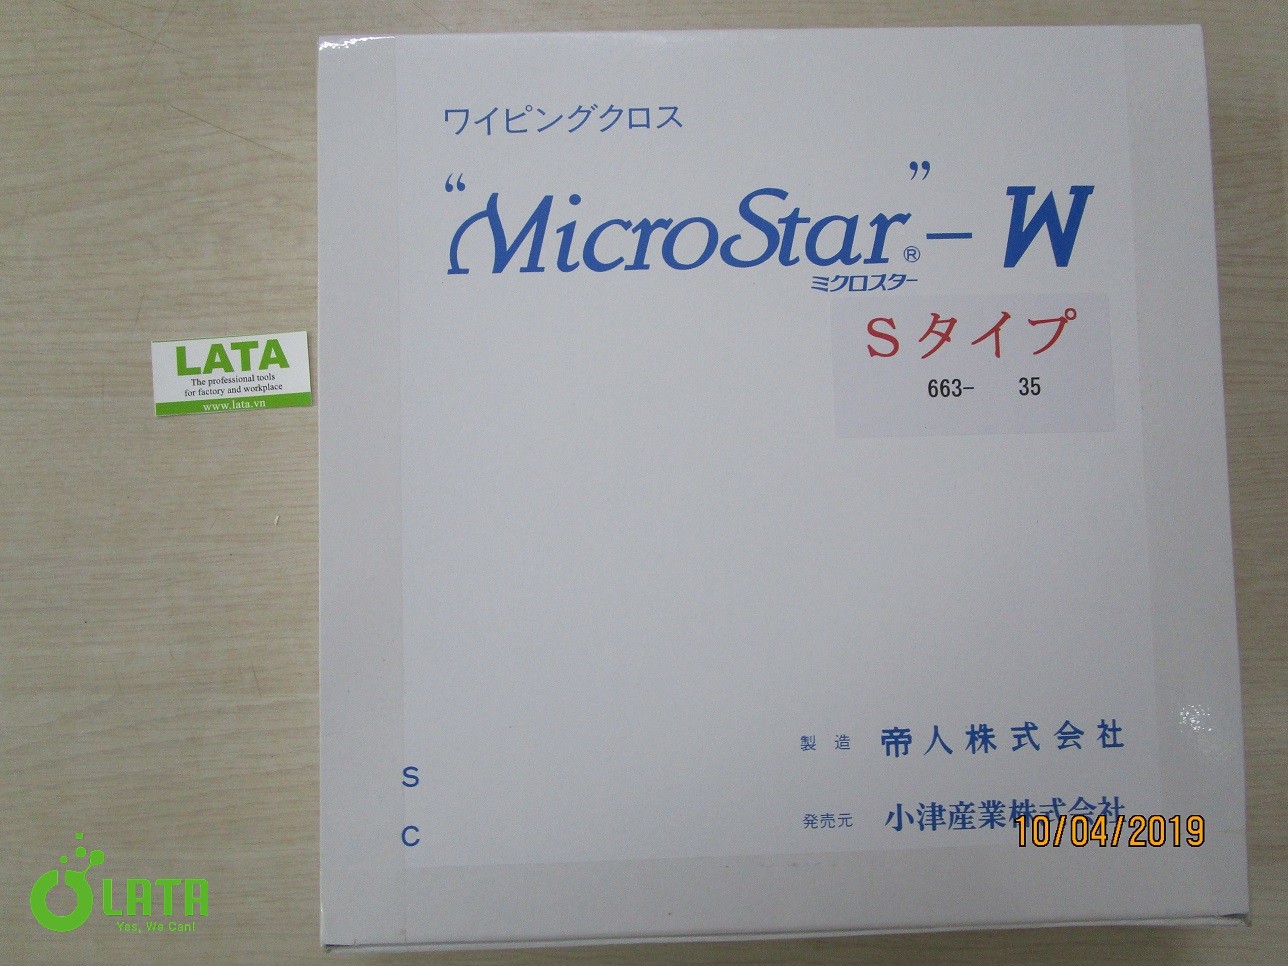 ワイピングクロス
“MicroStar®”－W
ミクロスター
Sタイプ
663- 35
LATA
The professional tools
for factory and workplace
www.lata.vn
製 造 帝人株式会社
S
発売元 小津産業株式会社
C
10/04/2019
LATA
Yes, We Can!